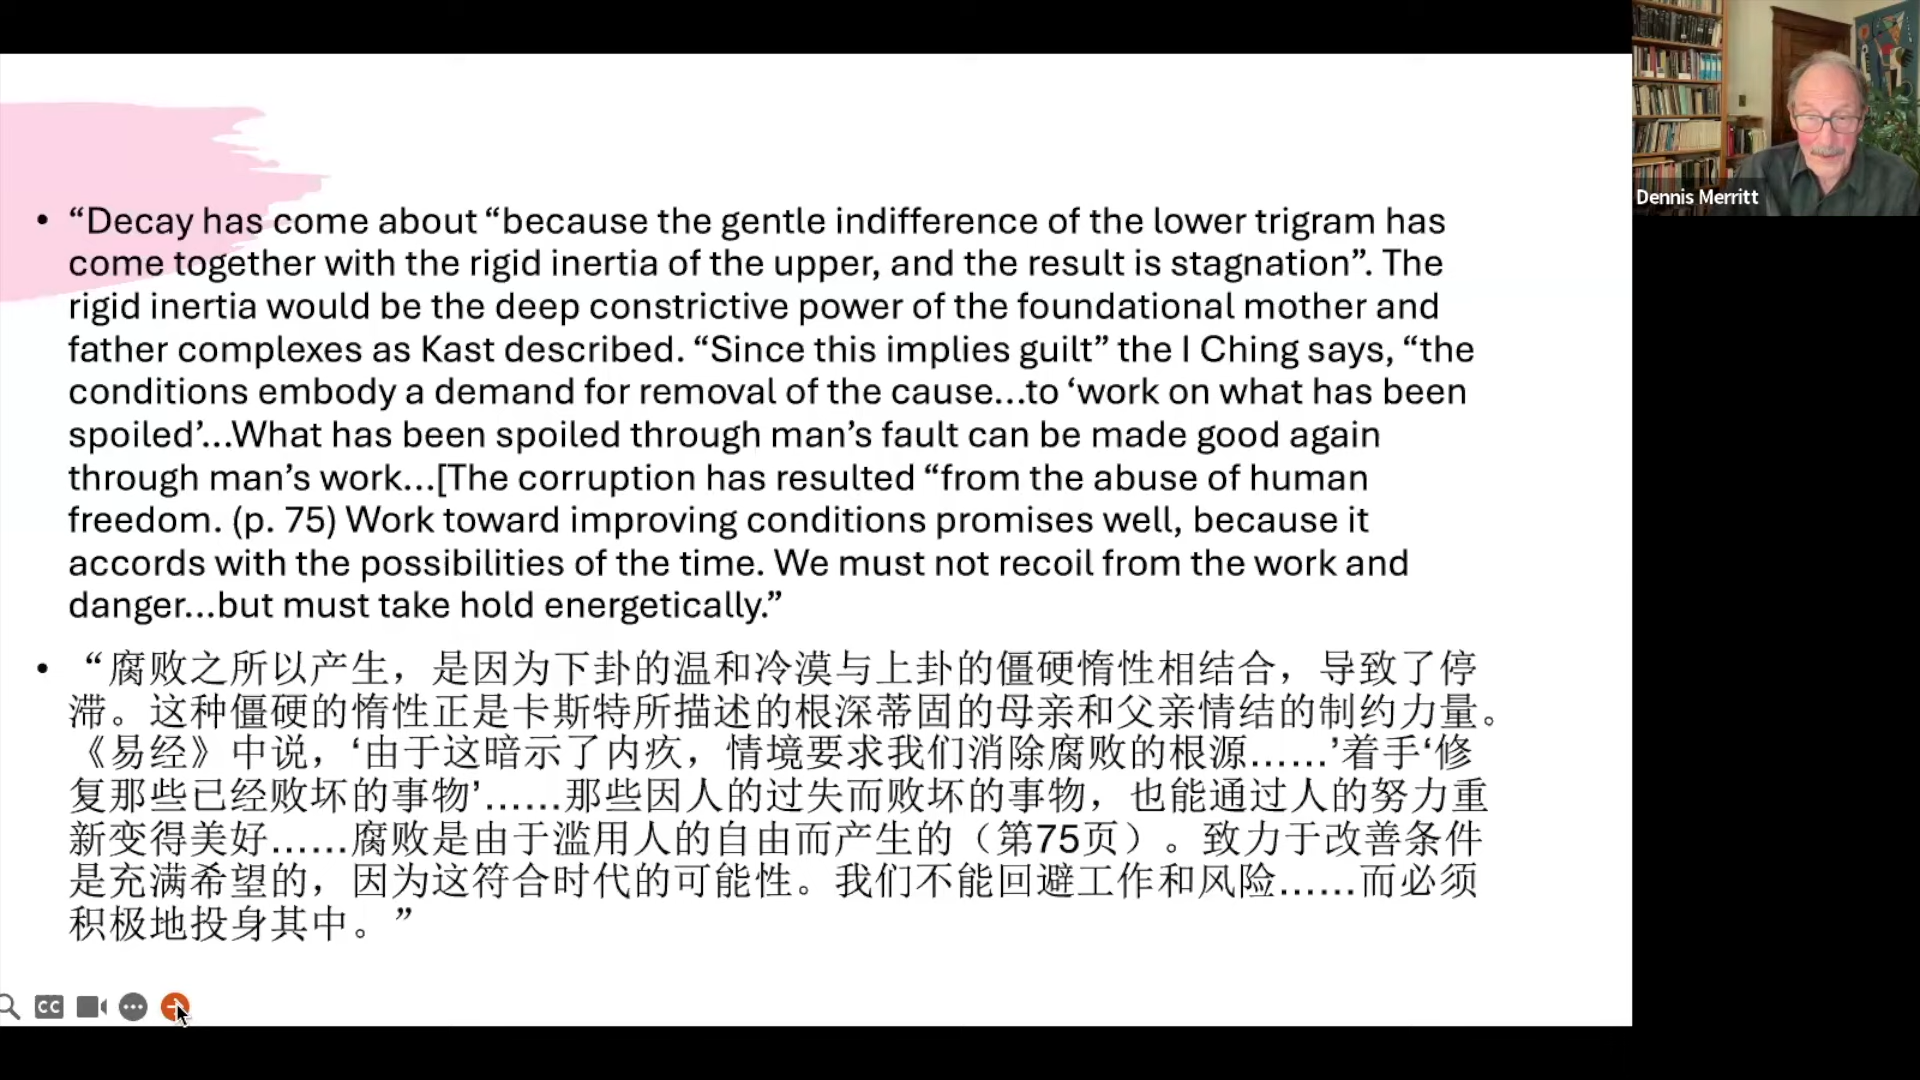 • “Decay has come about “because the gentle indifference of the lower trigram has
come together with the rigid inertia of the upper, and the result is stagnation”. The
rigid inertia would be the deep constrictive power of the foundational mother and
father complexes as Kast described. “Since this implies guilt” the I Ching says, “the
conditions embody a demand for removal of the cause…to ‘work on what has been
spoiled’…What has been spoiled through man’s fault can be made good again
through man’s work…[The corruption has resulted “from the abuse of human
freedom. (p. 75) Work toward improving conditions promises well, because it
accords with the possibilities of the time. We must not recoil from the work and
danger…but must take hold energetically.”
• “腐败之所以产生，是因为下卦的温和冷漠与上卦的僵硬惰性相结合，导致了停
滞。这种僵硬的惰性正是卡斯特所描述的根深蒂固的母亲和父亲情结的制约力量。
《易经》中说，‘由于这暗示了内疚，情境要求我们消除腐败的根源……’着手‘修
复那些已经败坏的事物’……那些因人的过失而败坏的事物，也能通过人的努力重
新变得美好……腐败是由于滥用人的自由而产生的（第75页）。致力于改善条件
是充满希望的，因为这符合时代的可能性。我们不能回避工作和风险……而必须
积极地投身其中。”
CC
Dennis Merritt